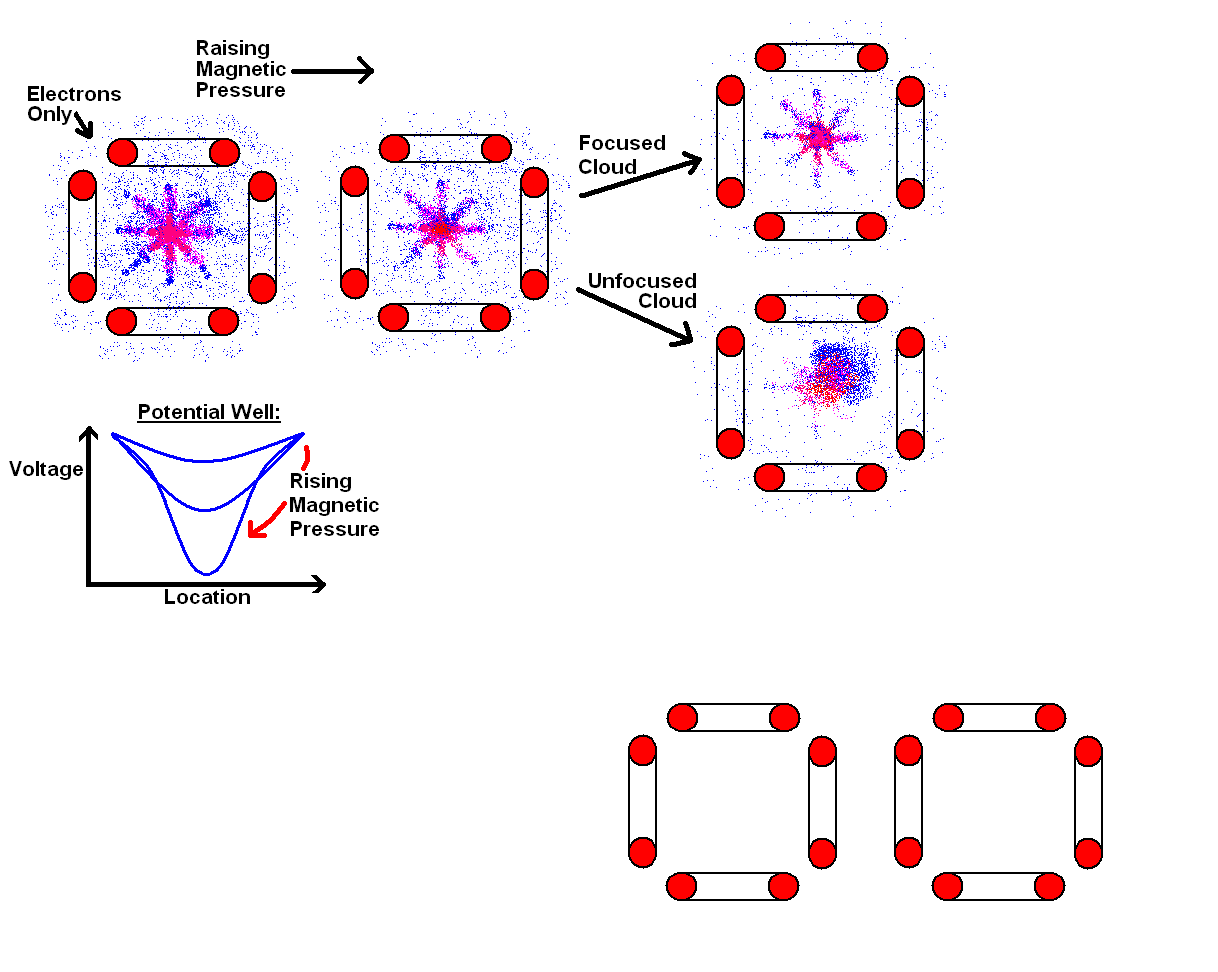 Raising
Magnetic
Pressure
Electrons
Only
Focused
Cloud
Unfocused
Cloud
Potential Well:
Voltage
Rising
Magnetic
Pressure
Location